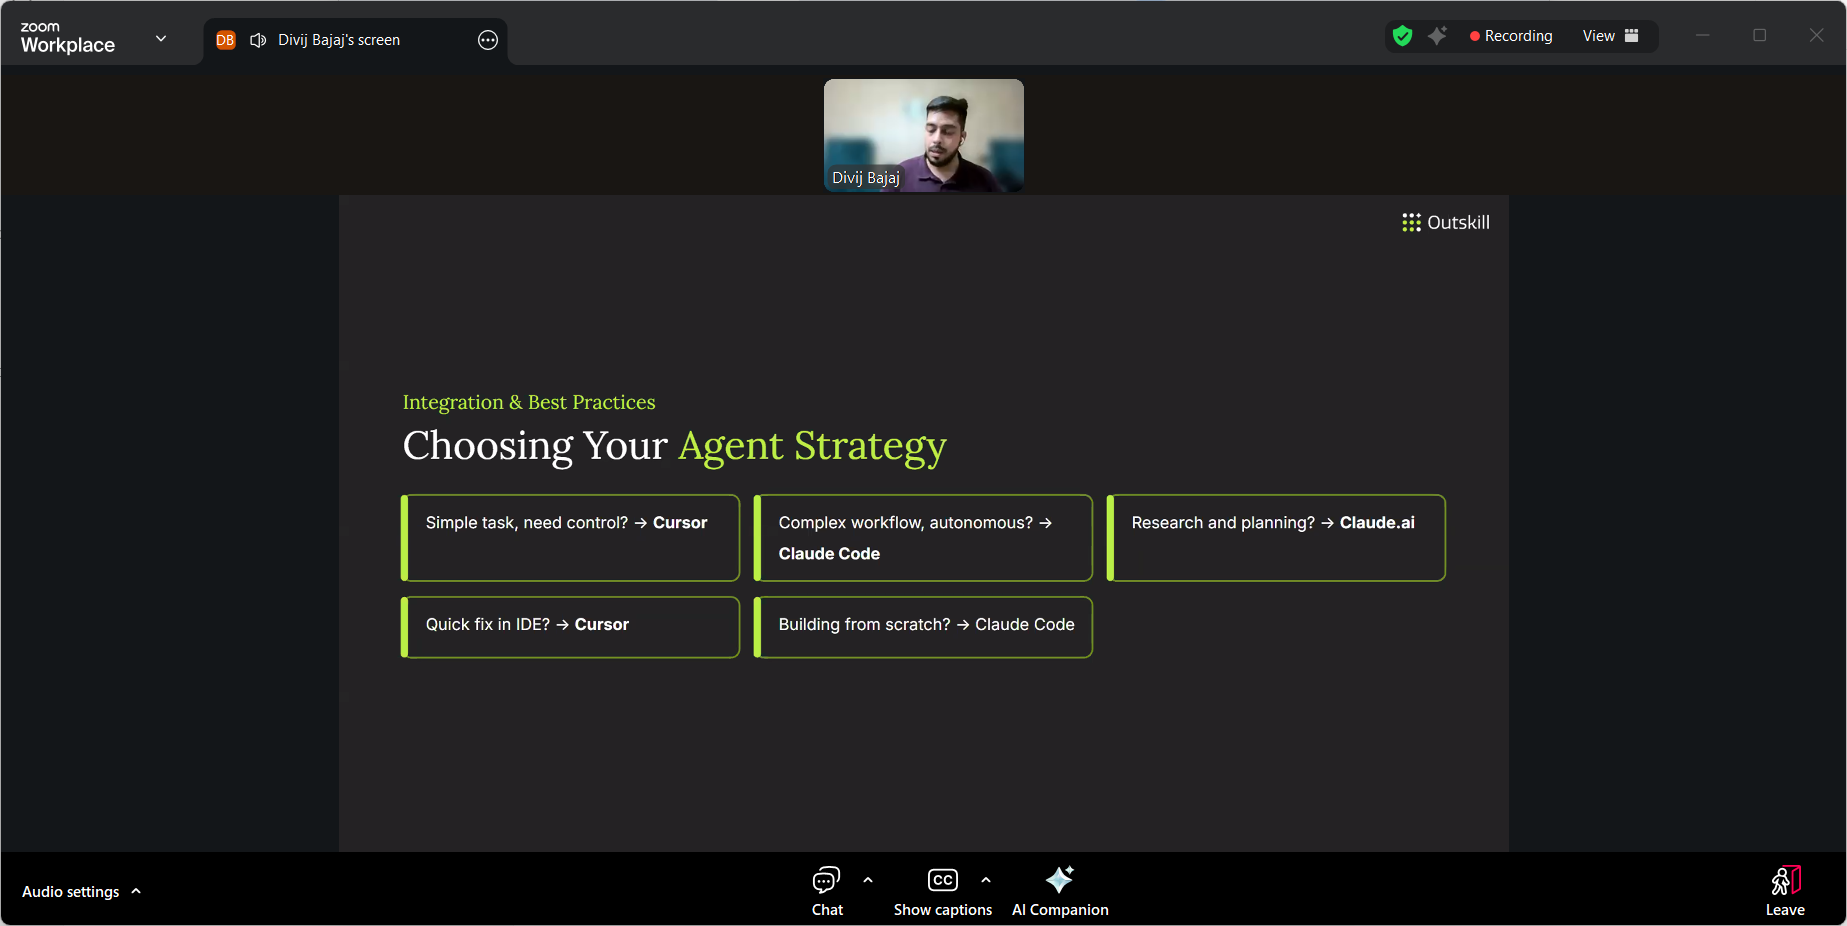 zoom
Workplace
DB
Divij Bajaj's screen
Recording
View
Divij Bajaj
Outskill
Integration & Best Practices
Choosing Your Agent Strategy
Simple task, need control? → Cursor
Complex workflow, autonomous? →
Claude Code
Research and planning? → Claude.ai
Quick fix in IDE? → Cursor
Building from scratch? → Claude Code
Audio settings
Chat
CC
Show captions
AI Companion
Leave